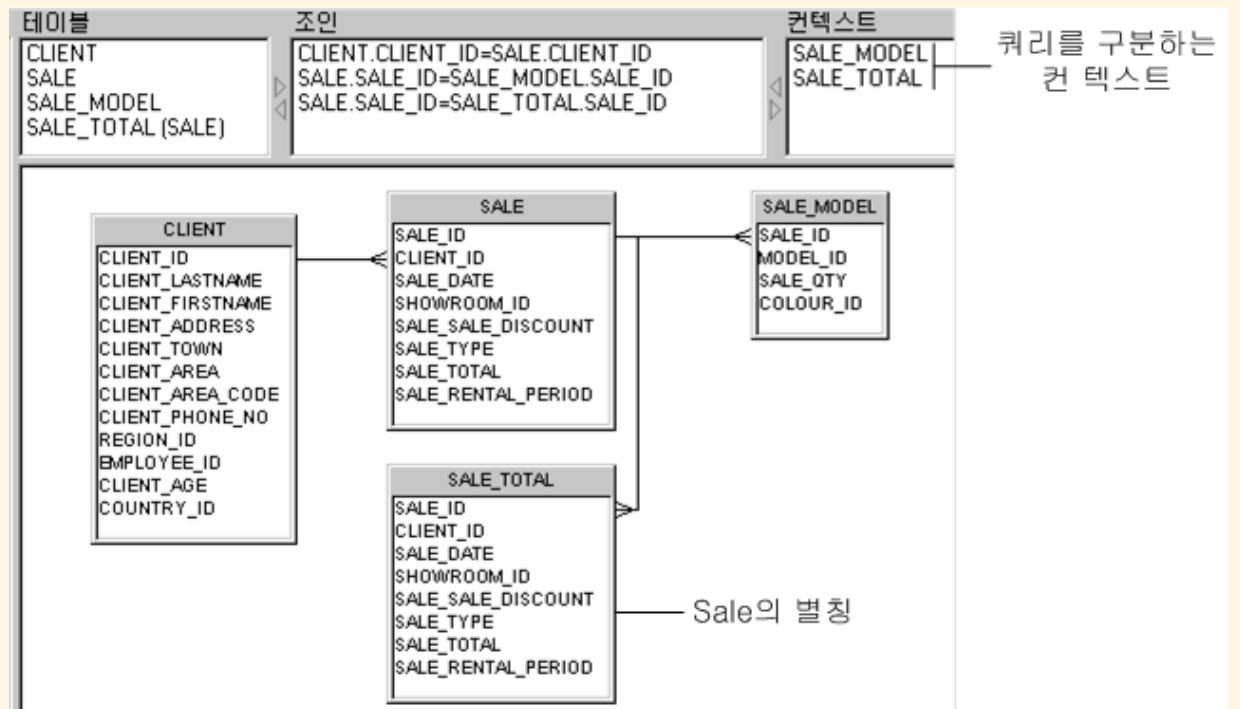 테이블
CLIENT
SALE
SALE_MODEL
SALE_TOTAL (SALE)
조인
CLIENT.CLIENT_ID=SALE.CLIENT_ID
SALE.SALE_ID=SALE_MODEL.SALE_ID
SALE.SALE_ID=SALE_TOTAL.SALE_ID
컨텍스트
SALE_MODEL
SALE_TOTAL
쿼리를 구분하는
컨 텍스트
CLIENT
CLIENT_ID
CLIENT_LASTNAME
CLIENT_FIRSTNAME
CLIENT_ADDRESS
CLIENT_TOWN
CLIENT_AREA
CLIENT_AREA_CODE
CLIENT_PHONE_NO
REGION_ID
EMPLOYEE_ID
CLIENT_AGE
COUNTRY_ID
SALE
SALE_ID
CLIENT_ID
SALE_DATE
SHOWROOM_ID
SALE_SALE_DISCOUNT
SALE_TYPE
SALE_TOTAL
SALE_RENTAL_PERIOD
SALE_MODEL
SALE_ID
MODEL_ID
SALE_QTY
COLOUR_ID
SALE_TOTAL
SALE_ID
CLIENT_ID
SALE_DATE
SHOWROOM_ID
SALE_SALE_DISCOUNT
SALE_TYPE
SALE_TOTAL
SALE_RENTAL_PERIOD
Sale의 별칭